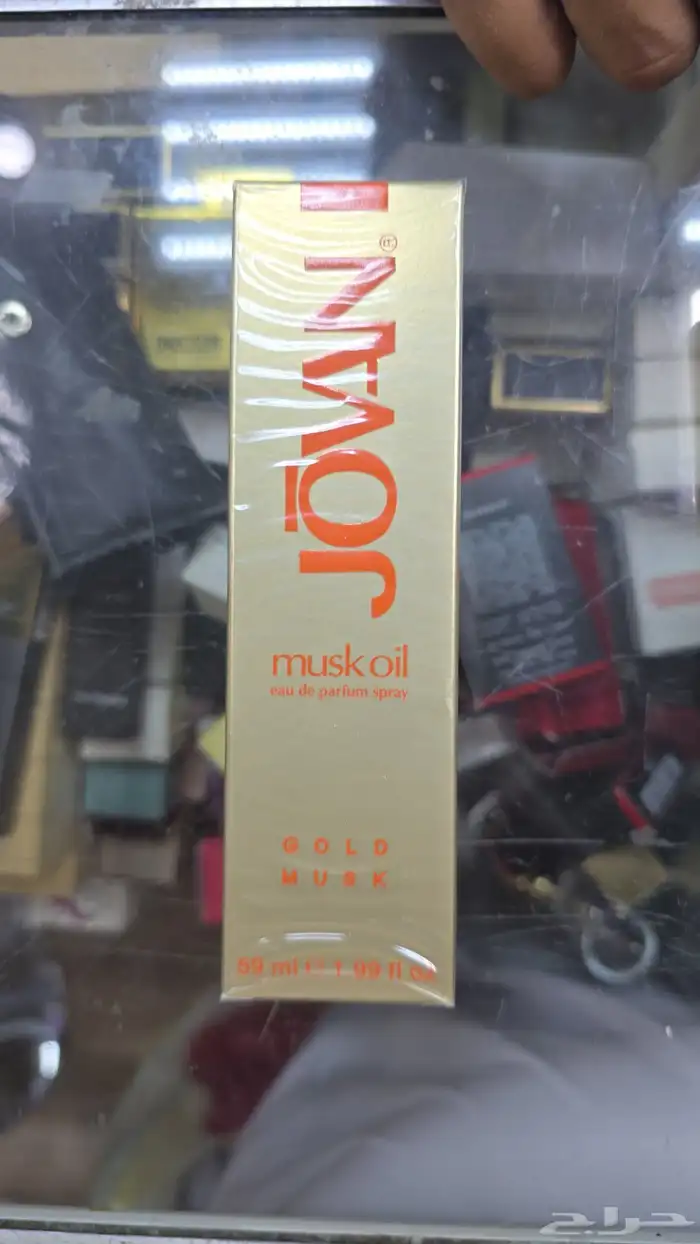 JŌVAN
musk oil
eau de parfum spray
GOLD
MUSK
59 ml ℮ 1.99 fl oz
حراج